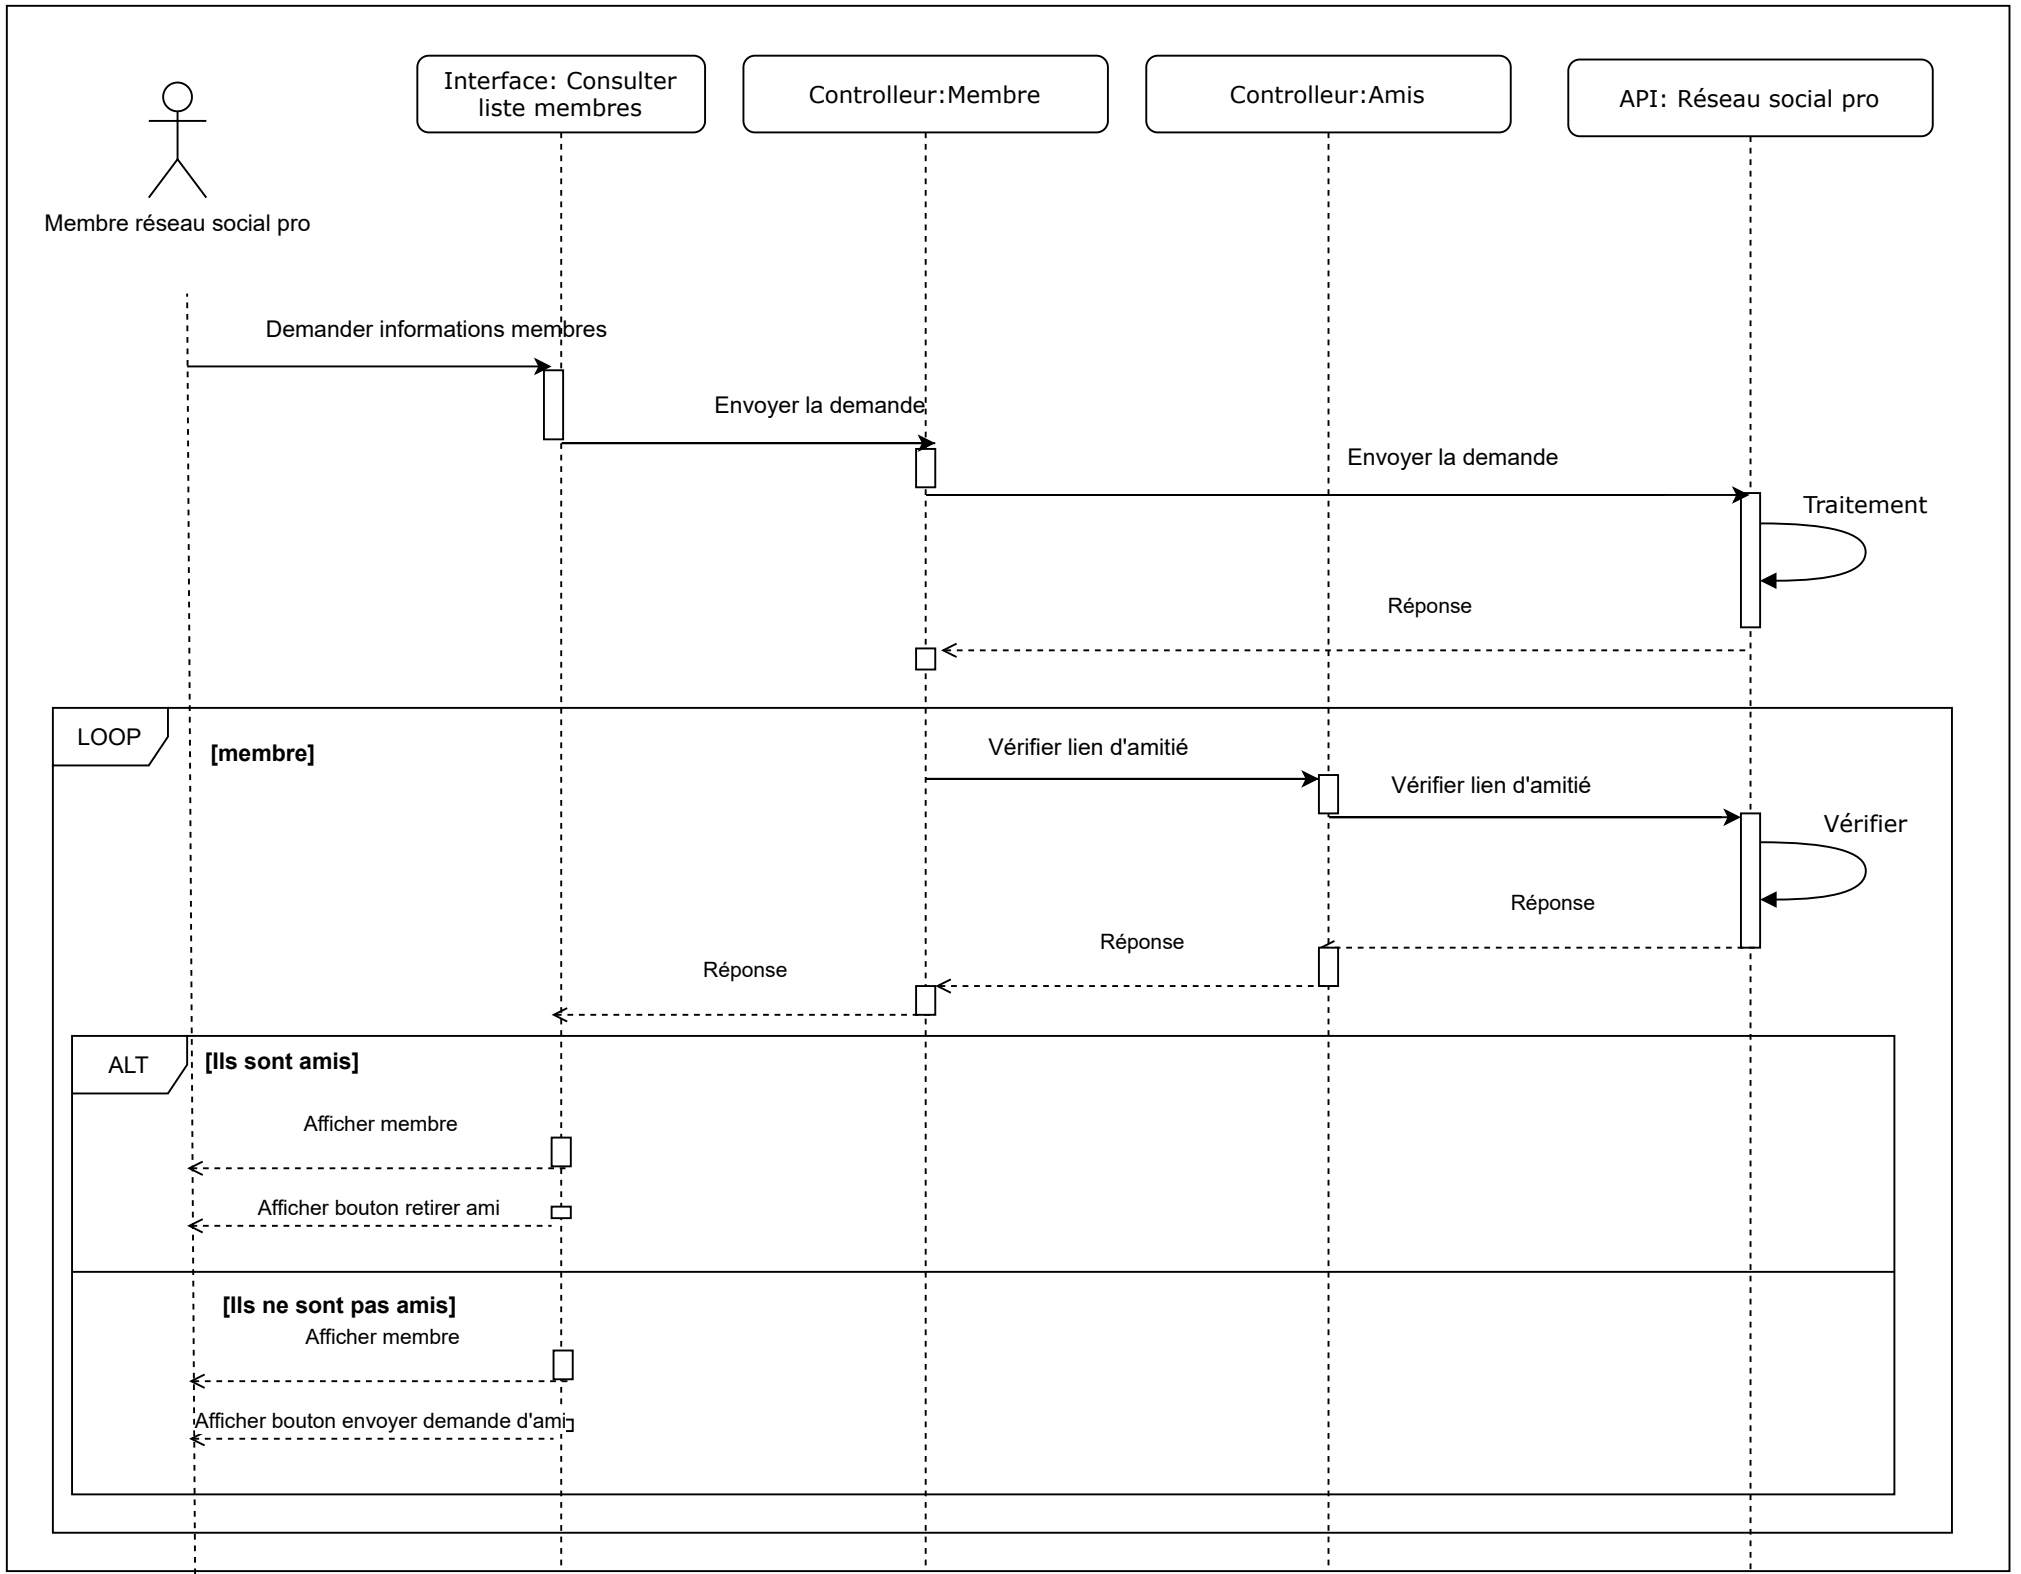 Interface: Consulter
liste membres
Controlleur:Membre
Controlleur:Amis
API: Réseau social pro
Membre réseau social pro
Demander informations membres
Envoyer la demande
Envoyer la demande
Traitement
Réponse
LOOP
[membre]
Vérifier lien d'amitié
Vérifier lien d'amitié
Vérifier
Réponse
Réponse
Réponse
ALT
[Ils sont amis]
Afficher membre
Afficher bouton retirer ami
[Ils ne sont pas amis]
Afficher membre
Afficher bouton envoyer demande d'ami